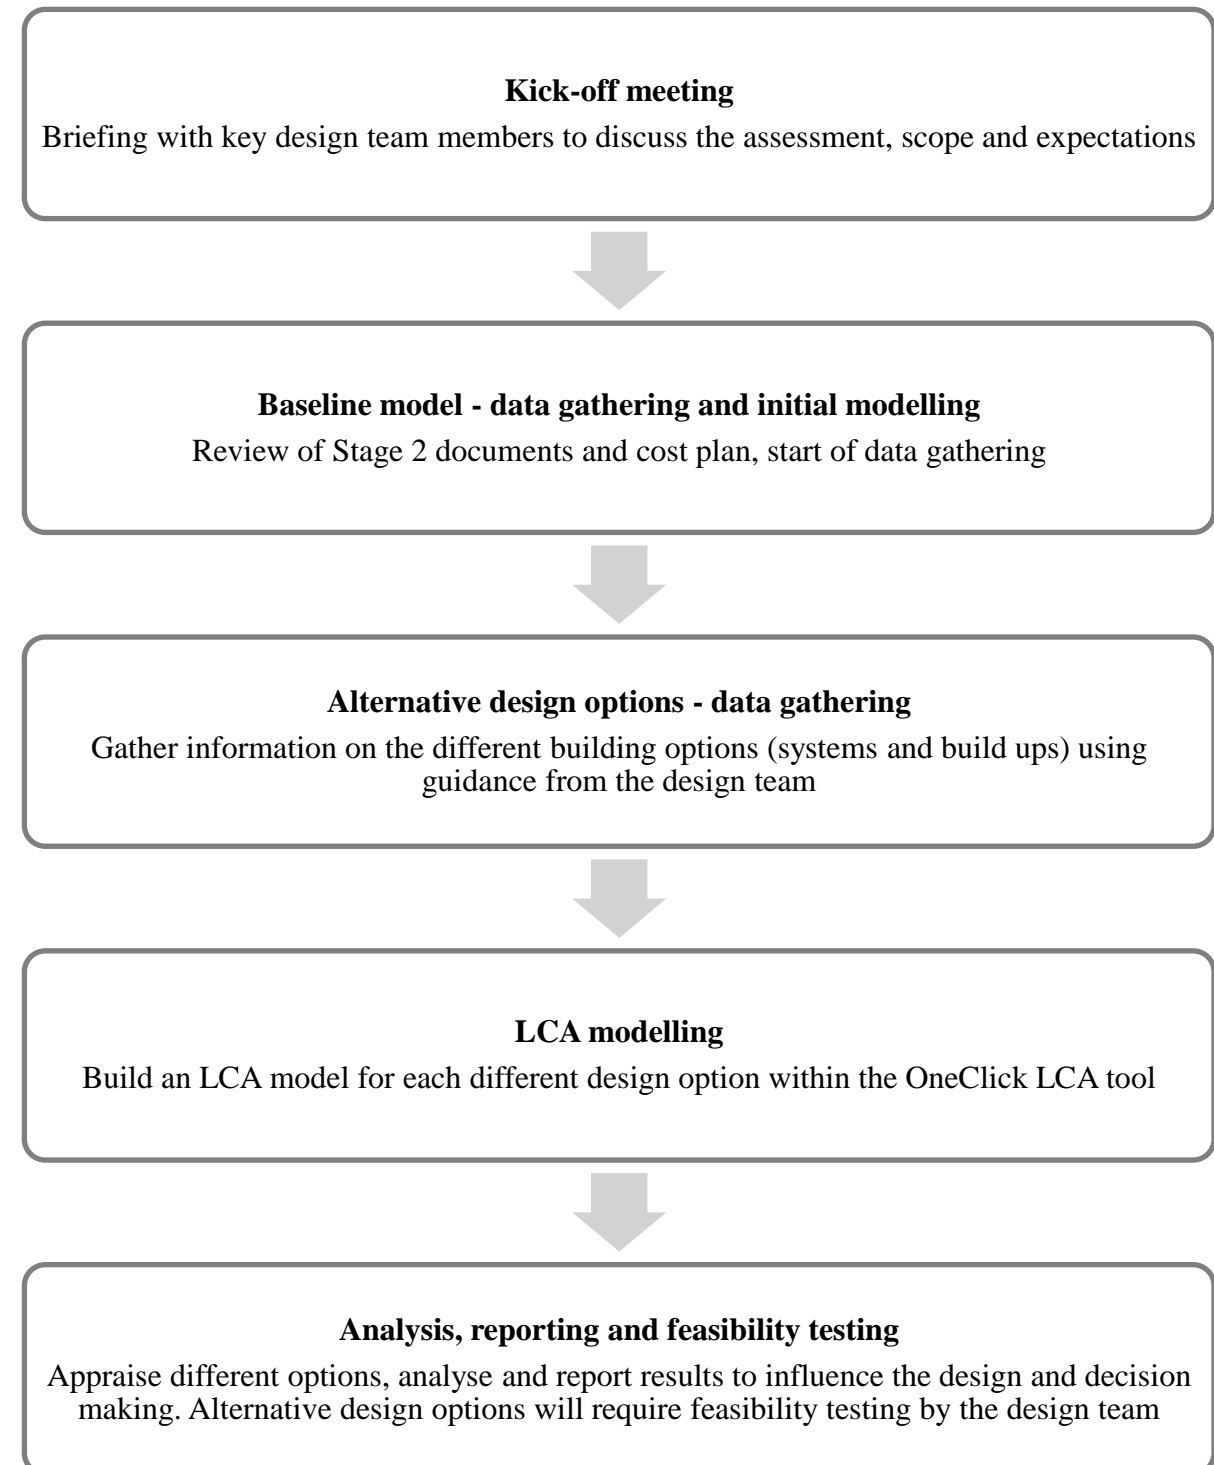 Kick-off meeting
Briefing with key design team members to discuss the assessment, scope and expectations
Baseline model - data gathering and initial modelling
Review of Stage 2 documents and cost plan, start of data gathering
Alternative design options - data gathering
Gather information on the different building options (systems and build ups) using
guidance from the design team
LCA modelling
Build an LCA model for each different design option within the OneClick LCA tool
Analysis, reporting and feasibility testing
Appraise different options, analyse and report results to influence the design and decision
making. Alternative design options will require feasibility testing by the design team